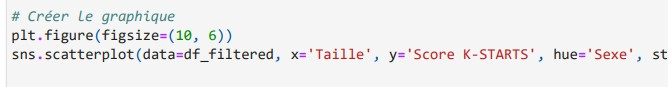 # Créer le graphique
plt.figure(figsize=(10, 6))
sns.scatterplot(data=df_filtered, x='Taille', y='Score K-STARTS', hue='Sexe', st